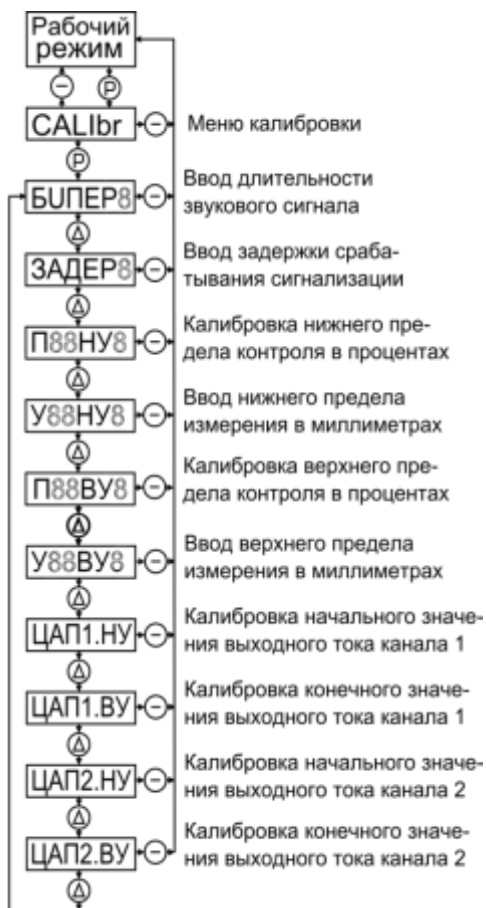 Рабочий
режим
− Р
CALIbr − Меню калибровки
Р
БUПЕР8 − Ввод длительности
звукового сигнала
Δ
ЗАДЕР8 − Ввод задержки сраба-
тывания сигнализации
Δ
П88НУ8 − Калибровка нижнего пре-
дела контроля в процентах
Δ
У88НУ8 − Ввод нижнего предела
измерения в миллиметрах
Δ
П88ВУ8 − Калибровка верхнего пре-
дела контроля в процентах
Δ
У88ВУ8 − Ввод верхнего предела
измерения в миллиметрах
Δ
ЦАП1.НУ − Калибровка начального значе-
ния выходного тока канала 1
Δ
ЦАП1.ВУ − Калибровка конечного значе-
ния выходного тока канала 1
Δ
ЦАП2.НУ − Калибровка начального значе-
ния выходного тока канала 2
Δ
ЦАП2.ВУ − Калибровка конечного значе-
ния выходного тока канала 2
Δ